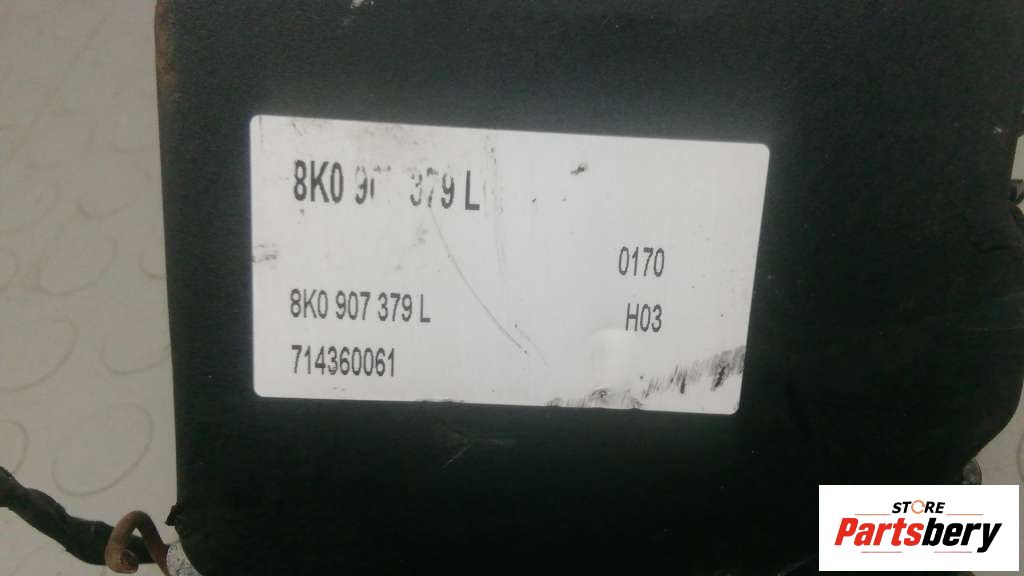 8K0 379 L
0170
8K0 907 379 L
H03
714360061
STORE
Partsbery